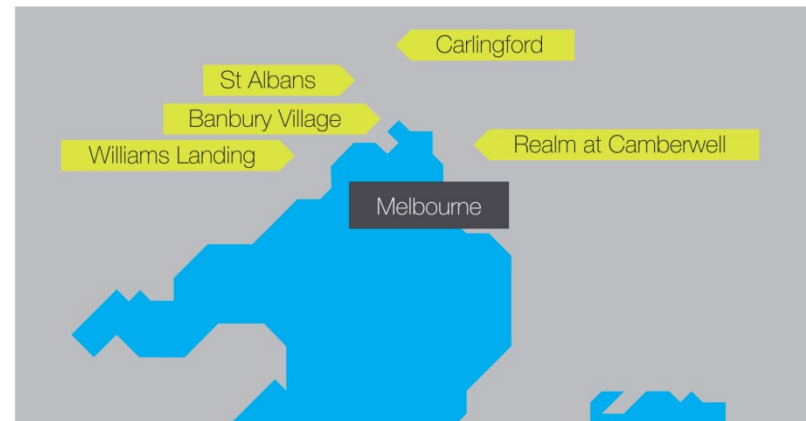 Carlingford
St Albans
Banbury Village
Williams Landing
Realm at Camberwell
Melbourne